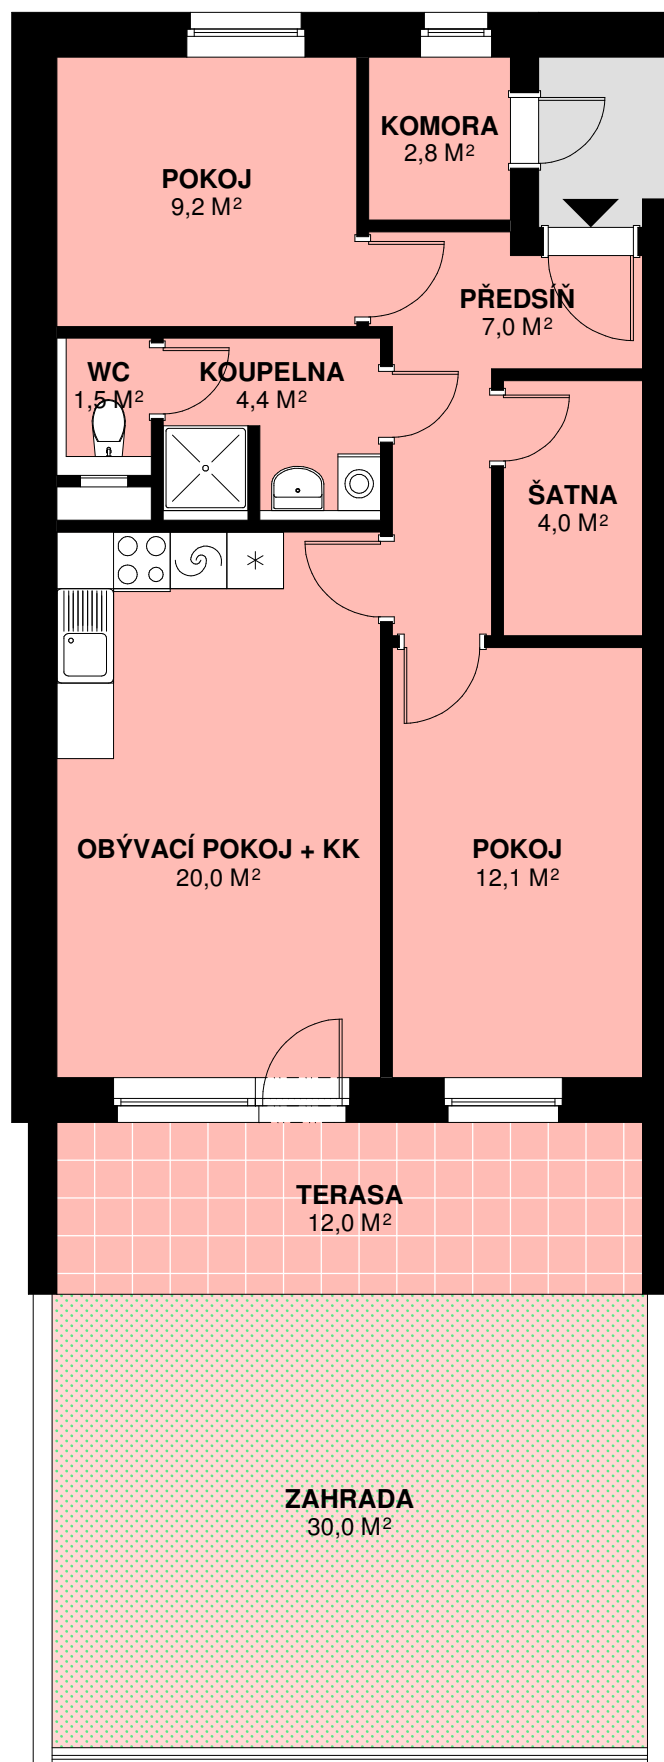 KOMORA
2,8 M²
POKOJ
9,2 M²
PŘEDSÍŇ
7,0 M²
WC
1,5 M²
KOUPELNA
4,4 M²
ŠATNA
4,0 M²
OBÝVACÍ POKOJ + KK
20,0 M²
POKOJ
12,1 M²
TERASA
12,0 M²
ZAHRADA
30,0 M²